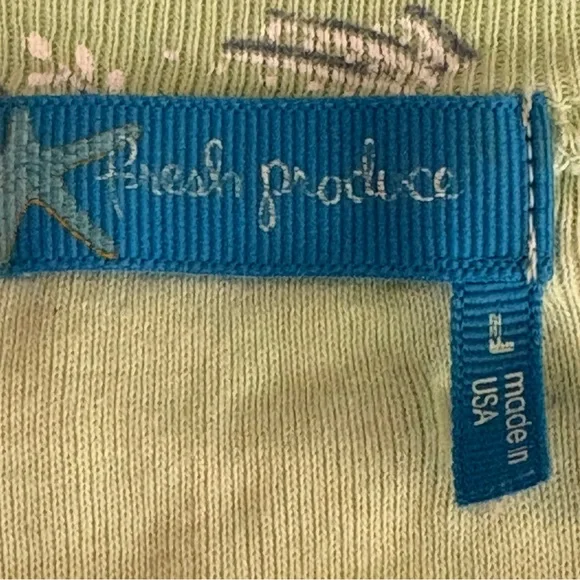 fresh produce
L
made in
USA